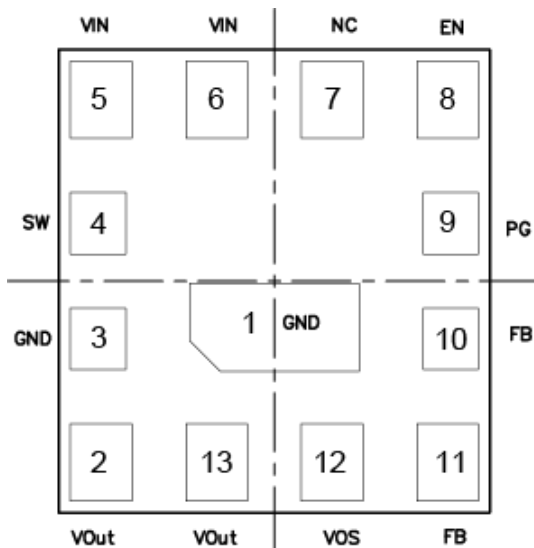 VIN VIN NC EN
5 6 7 8
SW 4 9 PG
GND 3 1 GND 10 FB
2 13 12 11
VOut VOut VOS FB